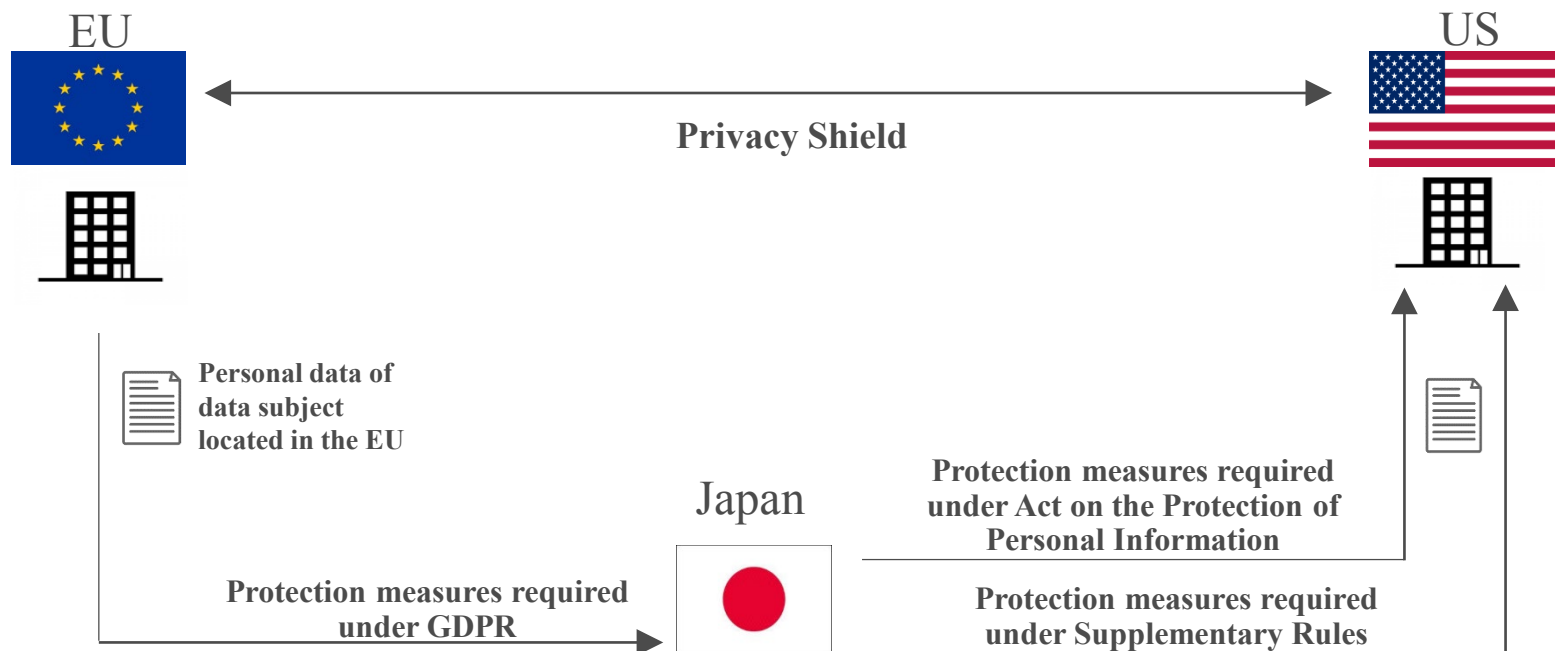 EU
US
Privacy Shield
Personal data of
data subject
located in the EU
Japan
Protection measures required
under Act on the Protection of
Personal Information
Protection measures required
under GDPR
Protection measures required
under Supplementary Rules